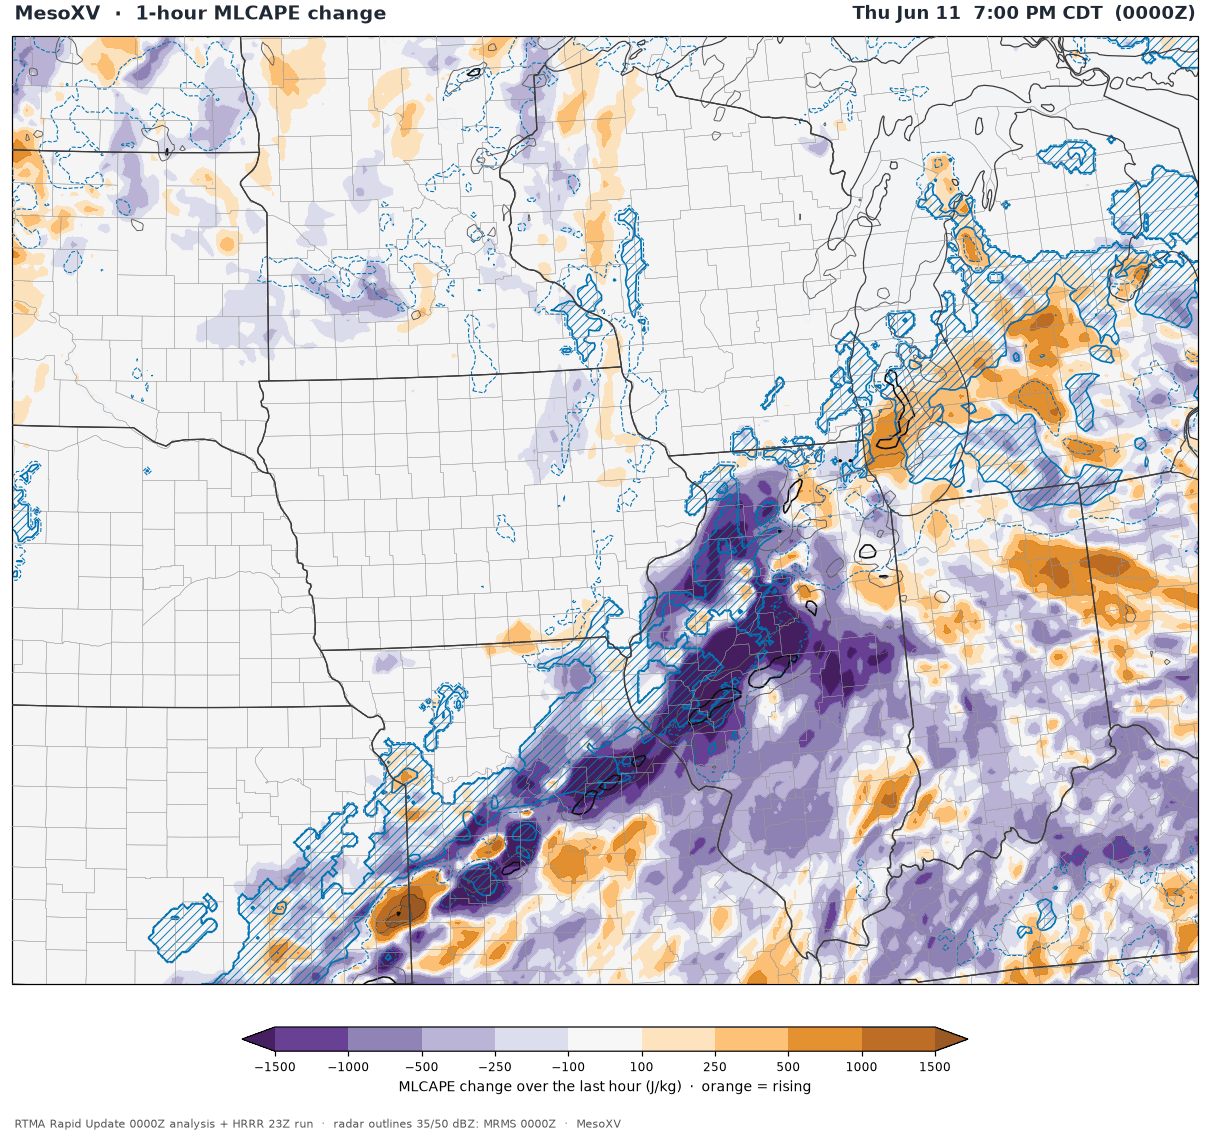 MesoXV · 1-hour MLCAPE change
Thu Jun 11 7:00 PM CDT (0000Z)
−1500 −1000 −500 −250 −100 100 250 500 1000 1500
MLCAPE change over the last hour (J/kg) · orange = rising
RTMA Rapid Update 0000Z analysis + HRRR 23Z run · radar outlines 35/50 dBZ: MRMS 0000Z · MesoXV